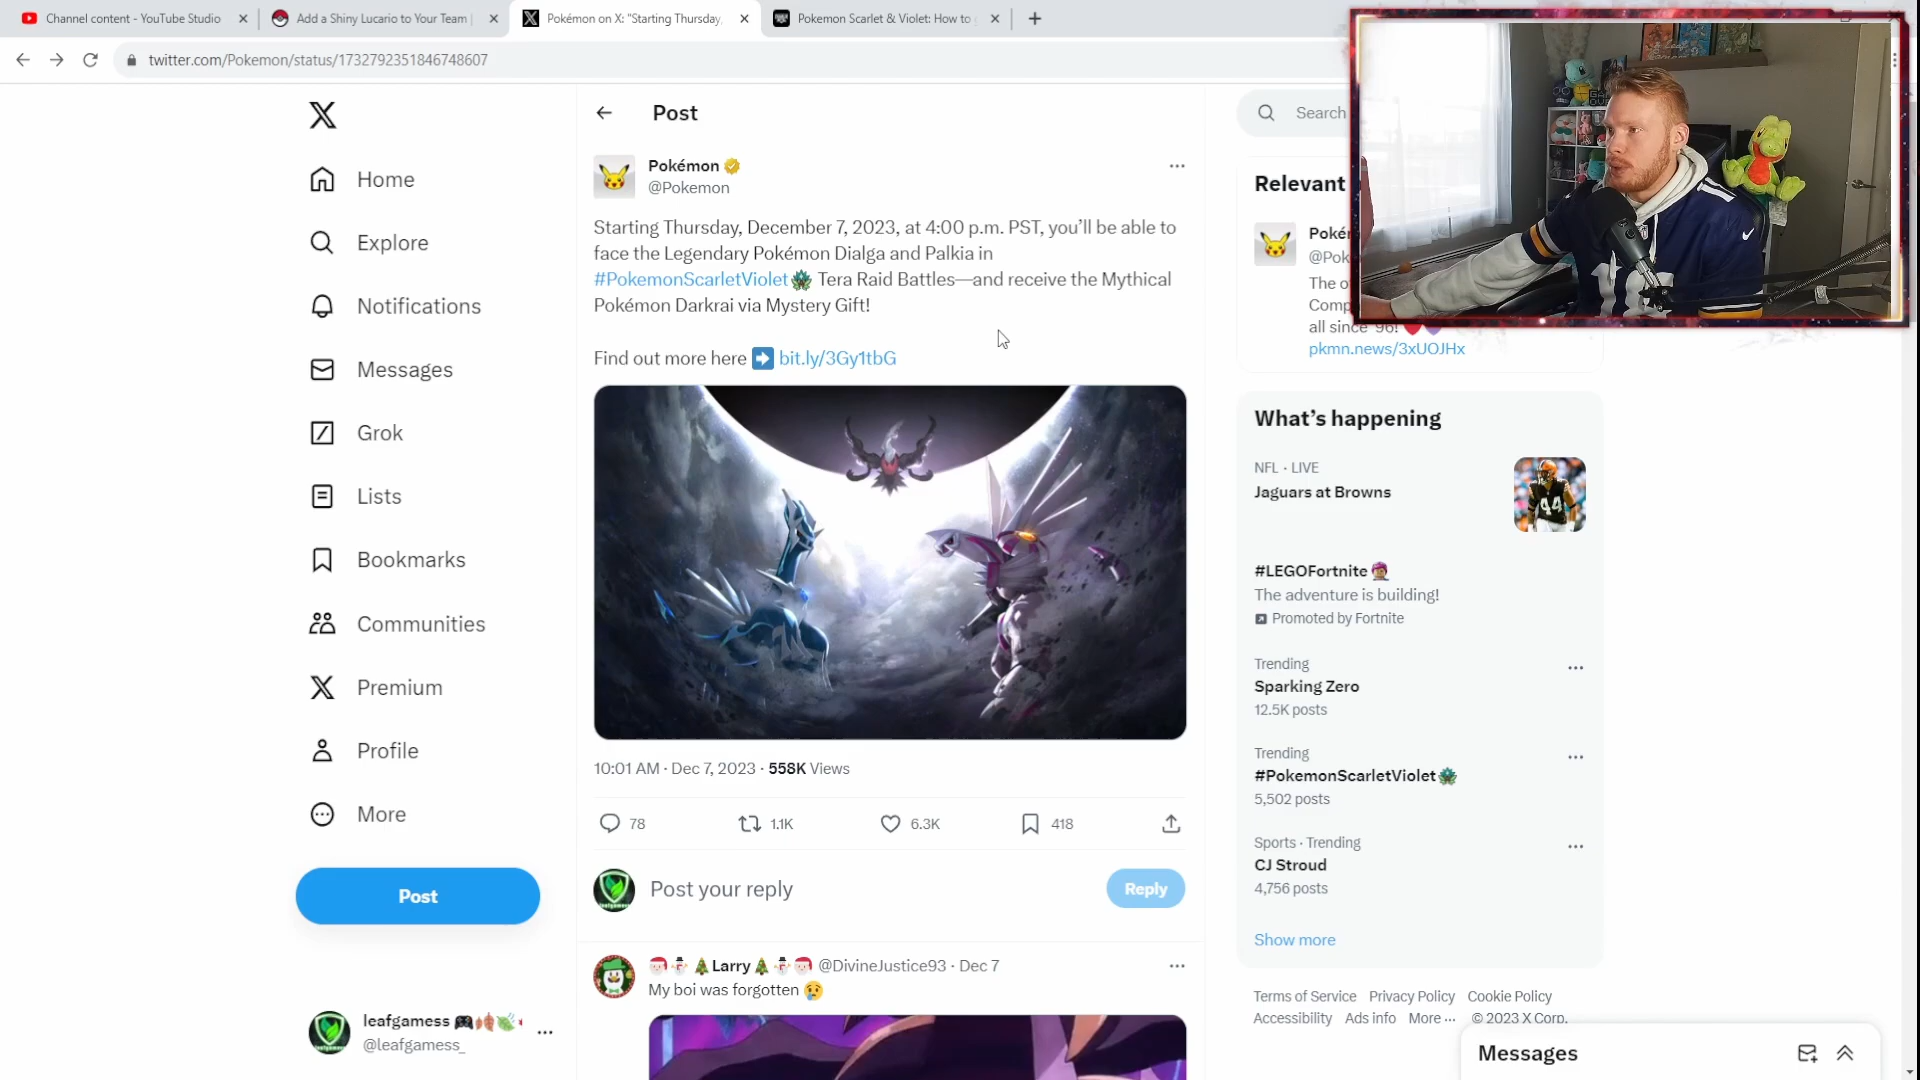 Channel content - YouTube Studio
Add a Shiny Lucario to Your Team
Pokémon on X: "Starting Thursday,
Pokemon Scarlet & Violet: How to
twitter.com/Pokemon/status/1732792351846748607
Home
Explore
Notifications
Messages
Grok
Lists
Bookmarks
Communities
Premium
Profile
More
Post
leafgamess
@leafgamess_
Post
Pokémon
@Pokemon
Starting Thursday, December 7, 2023, at 4:00 p.m. PST, you’ll be able to
face the Legendary Pokémon Dialga and Palkia in
#PokemonScarletViolet Tera Raid Battles—and receive the Mythical
Pokémon Darkrai via Mystery Gift!
Find out more here ➡️ bit.ly/3Gy1tbG
10:01 AM · Dec 7, 2023 · 558K Views
78 1.1K 6.3K 418
Post your reply
Reply
🎅⛄🎄Larry🎄⛄🎅 @DivineJustice93 · Dec 7
My boi was forgotten 😢
Search
Relevant
Poké
@Pok
The o
Comp
all since '96!
pkmn.news/3xUOJHx
What’s happening
NFL · LIVE
Jaguars at Browns
44
#LEGOFortnite
The adventure is building!
Promoted by Fortnite
Trending
Sparking Zero
12.5K posts
Trending
#PokemonScarletViolet
5,502 posts
Sports · Trending
CJ Stroud
4,756 posts
Show more
Terms of Service Privacy Policy Cookie Policy
Accessibility Ads info More ··· © 2023 X Corp.
Messages